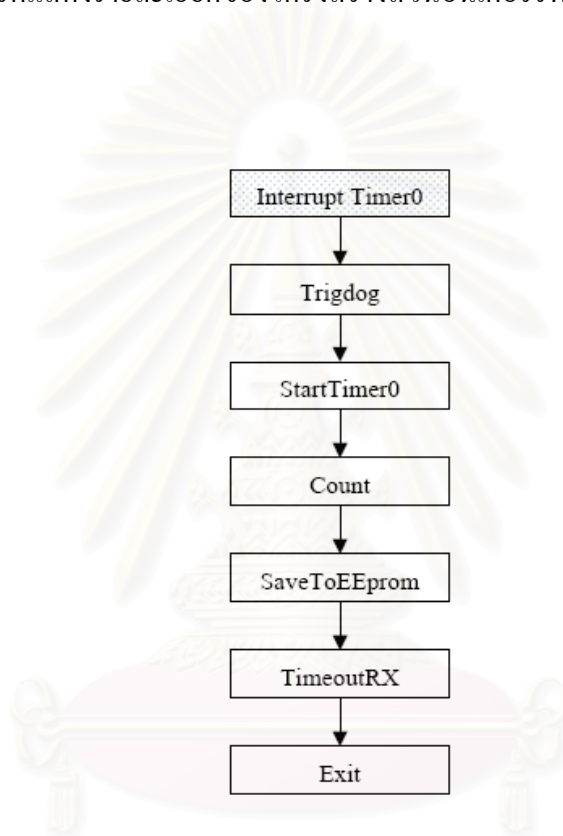 Interrupt Timer0
Trigdog
StartTimer0
Count
SaveToEEprom
TimeoutRX
Exit